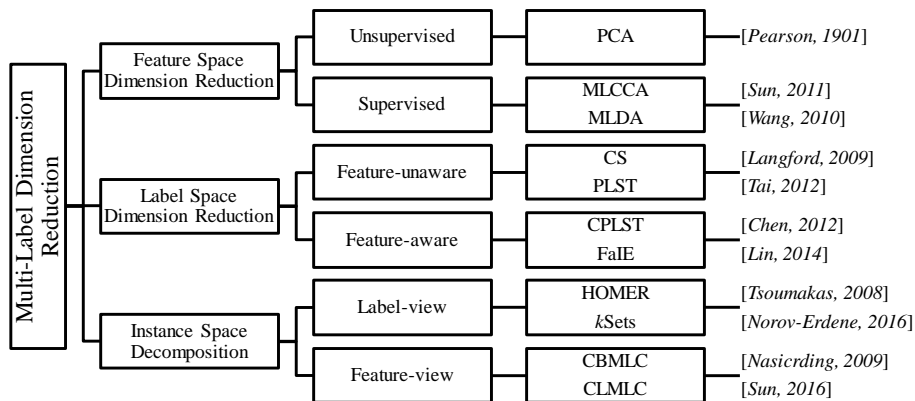 Multi-Label Dimension
Reduction
Feature Space
Dimension Reduction
Unsupervised
PCA
[Pearson, 1901]
Supervised
MLCCA
MLDA
[Sun, 2011]
[Wang, 2010]
Label Space
Dimension Reduction
Feature-unaware
CS
PLST
[Langford, 2009]
[Tai, 2012]
Feature-aware
CPLST
FaIE
[Chen, 2012]
[Lin, 2014]
Instance Space
Decomposition
Label-view
HOMER
kSets
[Tsoumakas, 2008]
[Norov-Erdene, 2016]
Feature-view
CBMLC
CLMLC
[Nasicrding, 2009]
[Sun, 2016]